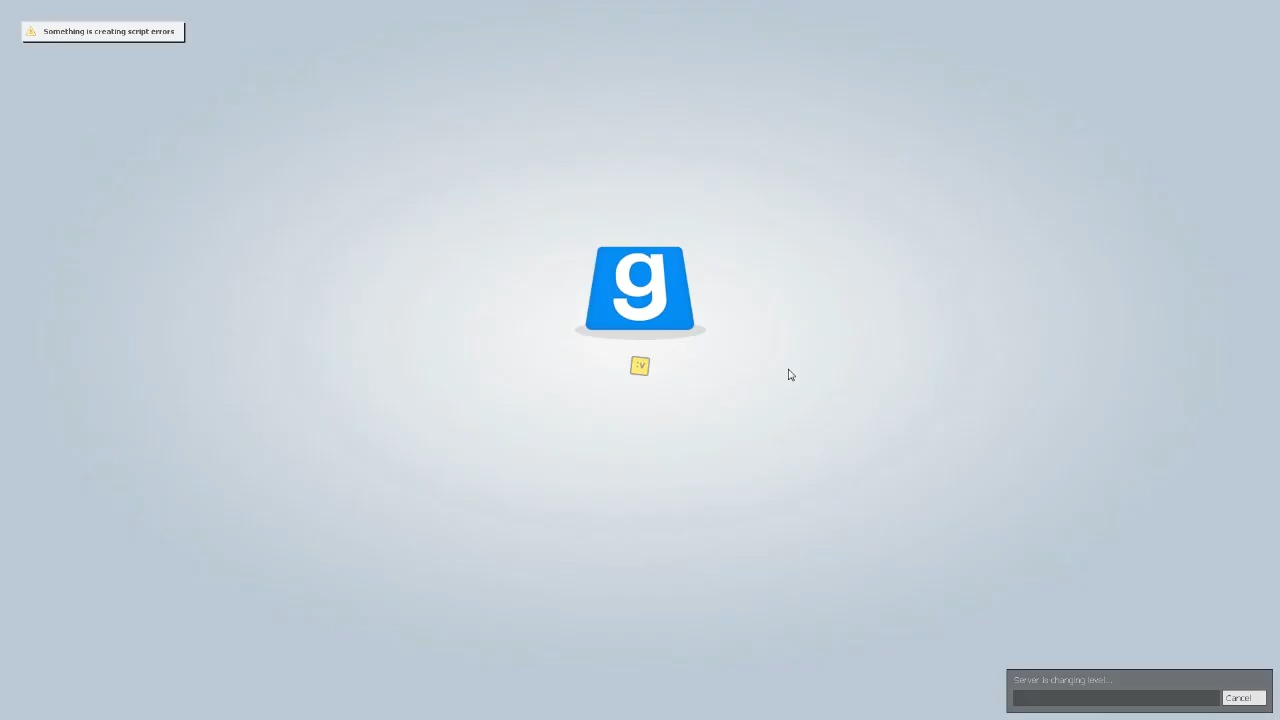 Something is creating script errors
g
:v
Server is changing level...
Cancel